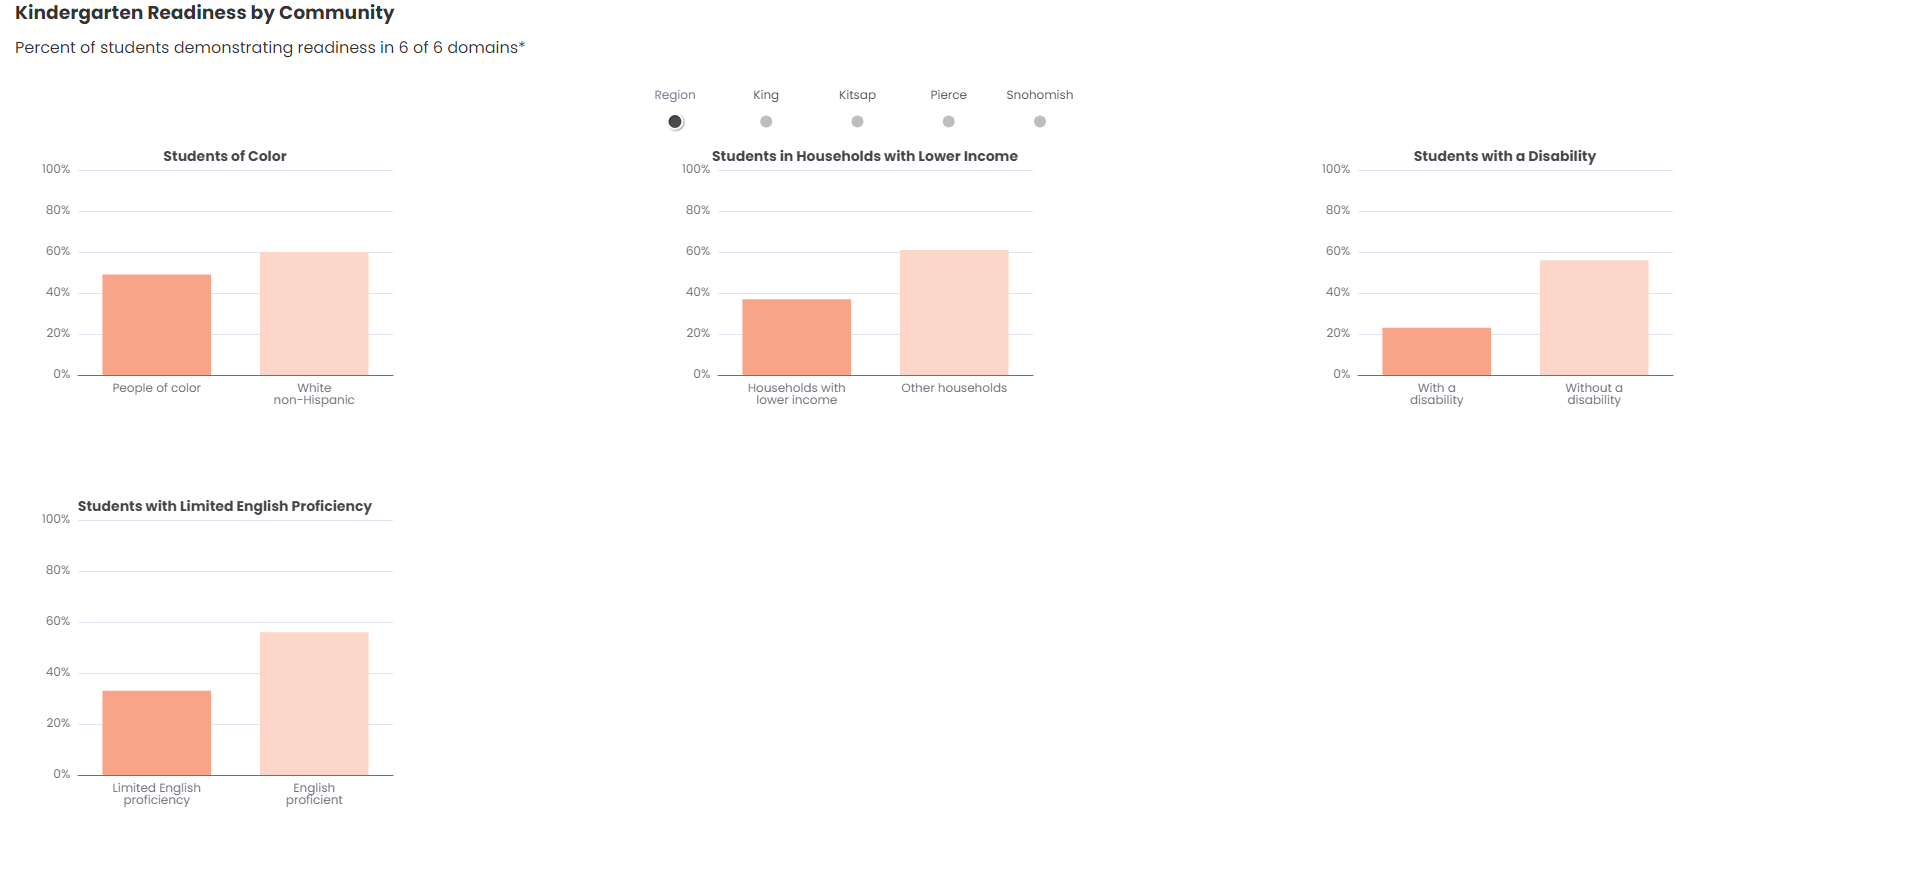 Kindergarten Readiness by Community
Percent of students demonstrating readiness in 6 of 6 domains*
Region King Kitsap Pierce Snohomish
Students of Color
100%
80%
60%
40%
20%
0%
People of color
White
non-Hispanic
Students in Households with Lower Income
100%
80%
60%
40%
20%
0%
Households with
lower income
Other households
Students with a Disability
100%
80%
60%
40%
20%
0%
With a
disability
Without a
disability
Students with Limited English Proficiency
100%
80%
60%
40%
20%
0%
Limited English
proficiency
English
proficient